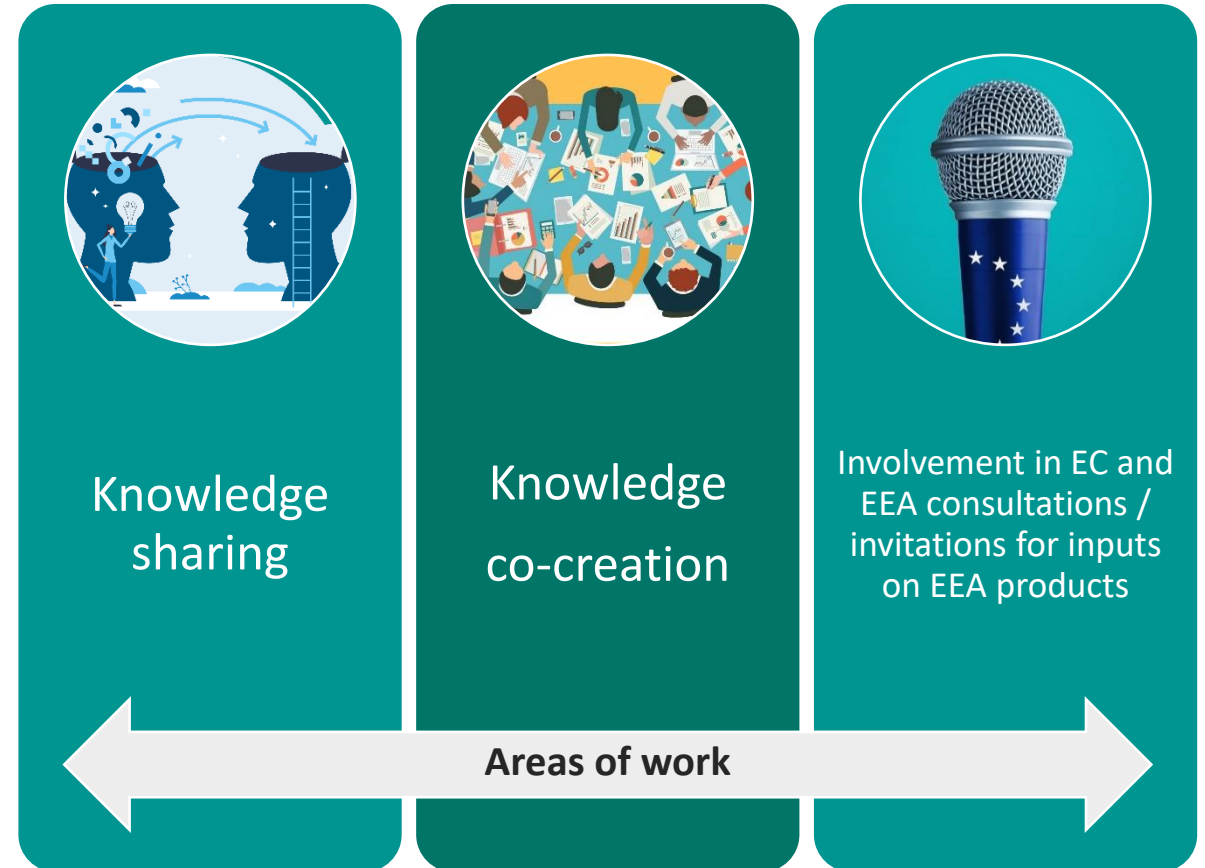 Knowledge
sharing
Knowledge
co-creation
Involvement in EC and
EEA consultations /
invitations for inputs
on EEA products
Areas of work